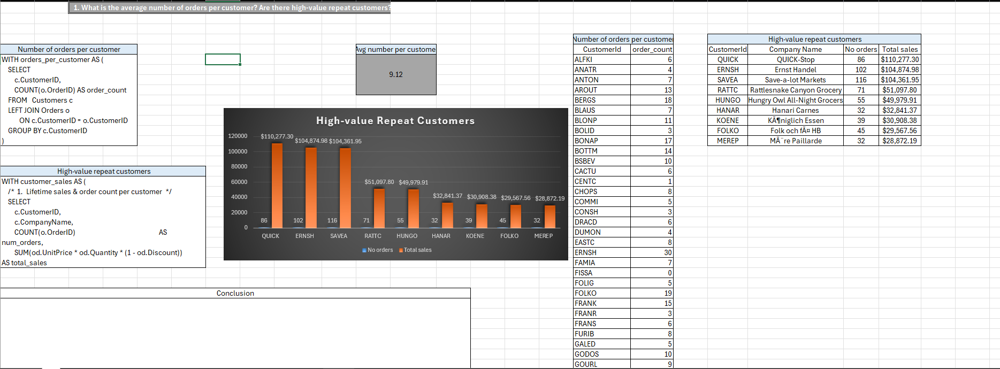 1. What is the average number of orders per customer? Are there high-value repeat customers?
Number of orders per customer
WITH orders_per_customer AS (
SELECT
c.CustomerID,
COUNT(o.OrderID) AS order_count
FROM Customers c
LEFT JOIN Orders o
ON c.CustomerID = o.CustomerID
GROUP BY c.CustomerID
)
High-value repeat customers
WITH customer_sales AS (
/* 1. Lifetime sales & order count per customer */
SELECT
c.CustomerID,
c.CompanyName,
COUNT(o.OrderID) AS
num_orders,
SUM(od.UnitPrice * od.Quantity * (1 - od.Discount))
AS total_sales
Conclusion
Avg number per custome
9.12
High-value Repeat Customers
120000
100000
80000
60000
40000
20000
0
$110,277.30 $104,874.98 $104,361.95 $51,097.80 $49,979.91 $32,841.37 $30,908.38 $29,567.56 $28,872.19
86 102 116 71 55 32 39 45 32
QUICK ERNSH SAVEA RATTC HUNGO HANAR KOENE FOLKO MEREP
No orders Total sales
Number of orders per customer
CustomerId order_count
ALFKI 6
ANATR 4
ANTON 7
AROUT 13
BERGS 18
BLAUS 7
BLONP 11
BOLID 3
BONAP 17
BOTTM 14
BSBEV 10
CACTU 6
CENTC 1
CHOPS 8
COMMI 5
CONSH 3
DRACD 6
DUMON 4
EASTC 8
ERNSH 30
FAMIA 7
FISSA 0
FOLIG 5
FOLKO 19
FRANK 15
FRANR 3
FRANS 6
FURIB 8
GALED 5
GODOS 10
GOURL 9
High-value repeat customers
CustomerId Company Name No orders Total sales
QUICK QUICK-Stop 86 $110,277.30
ERNSH Ernst Handel 102 $104,874.98
SAVEA Save-a-lot Markets 116 $104,361.95
RATTC Rattlesnake Canyon Grocery 71 $51,097.80
HUNGO Hungry Owl All-Night Grocers 55 $49,979.91
HANAR Hanari Carnes 32 $32,841.37
KOENE KÃ¶niglich Essen 39 $30,908.38
FOLKO Folk och fÃ¤ HB 45 $29,567.56
MEREP MÃ¨re Paillarde 32 $28,872.19